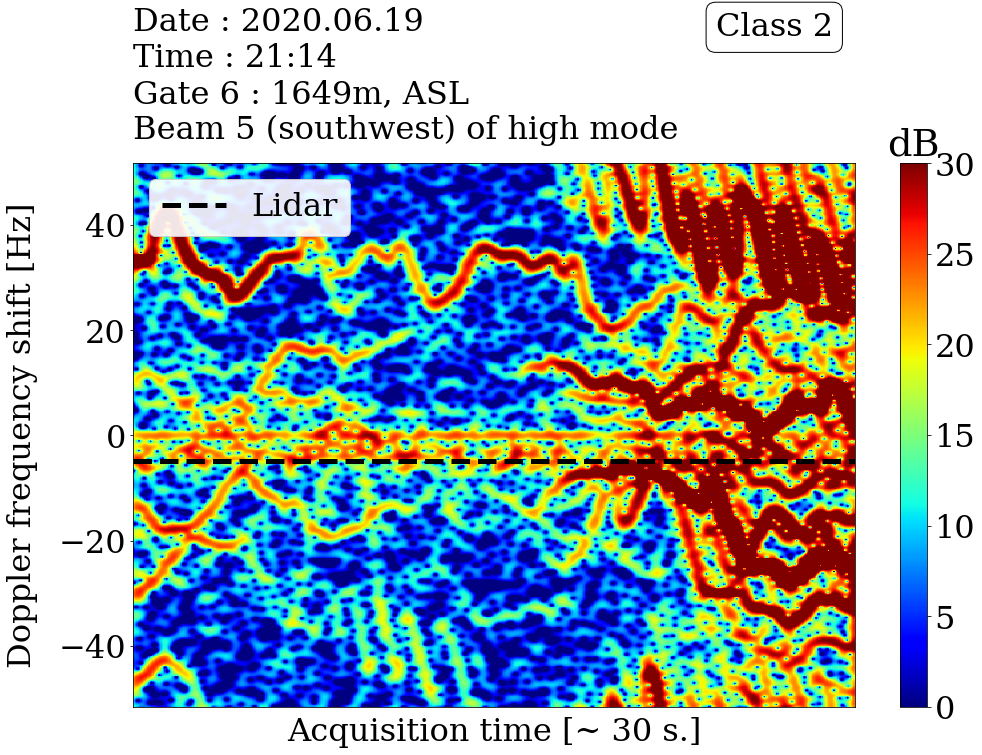 Date : 2020.06.19
Time : 21:14
Gate 6 : 1649m, ASL
Beam 5 (southwest) of high mode
Class 2
dB
Lidar
Doppler frequency shift [Hz]
40
20
0
−20
−40
Acquisition time [~ 30 s.]
30
25
20
15
10
5
0